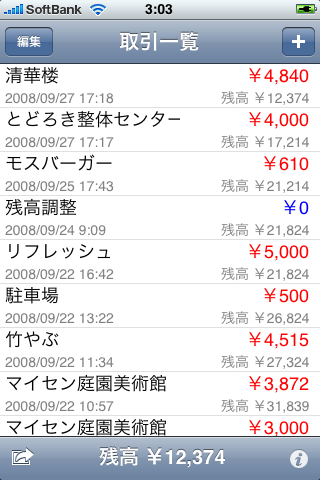 SoftBank 3:03
編集 取引一覧 +
清華楼 ￥4,840
2008/09/27 17:18 残高 ￥12,374
とどろき整体センター ￥4,000
2008/09/27 17:17 残高 ￥17,214
モスバーガー ￥610
2008/09/25 17:43 残高 ￥21,214
残高調整 ￥0
2008/09/24 9:09 残高 ￥21,824
リフレッシュ ￥5,000
2008/09/22 16:42 残高 ￥21,824
駐車場 ￥500
2008/09/22 13:22 残高 ￥26,824
竹やぶ ￥4,515
2008/09/22 11:34 残高 ￥27,324
マイセン庭園美術館 ￥3,872
2008/09/22 10:57 残高 ￥31,839
マイセン庭園美術館 ￥3,000
残高 ￥12,374